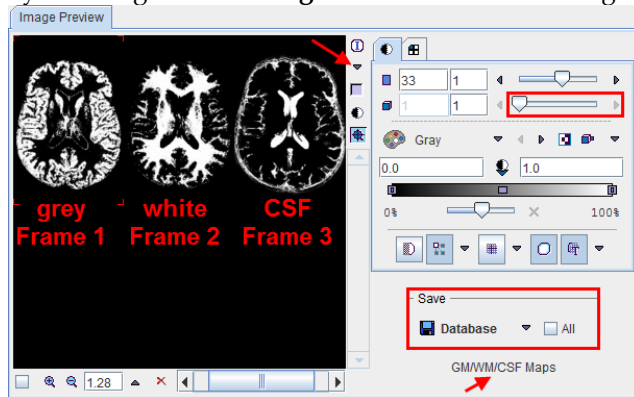 Image Preview
33 1
1 1
Gray
0.0 1.0
0% 100%
grey white CSF
Frame 1 Frame 2 Frame 3
Save
Database All
GM/WM/CSF Maps
1.28